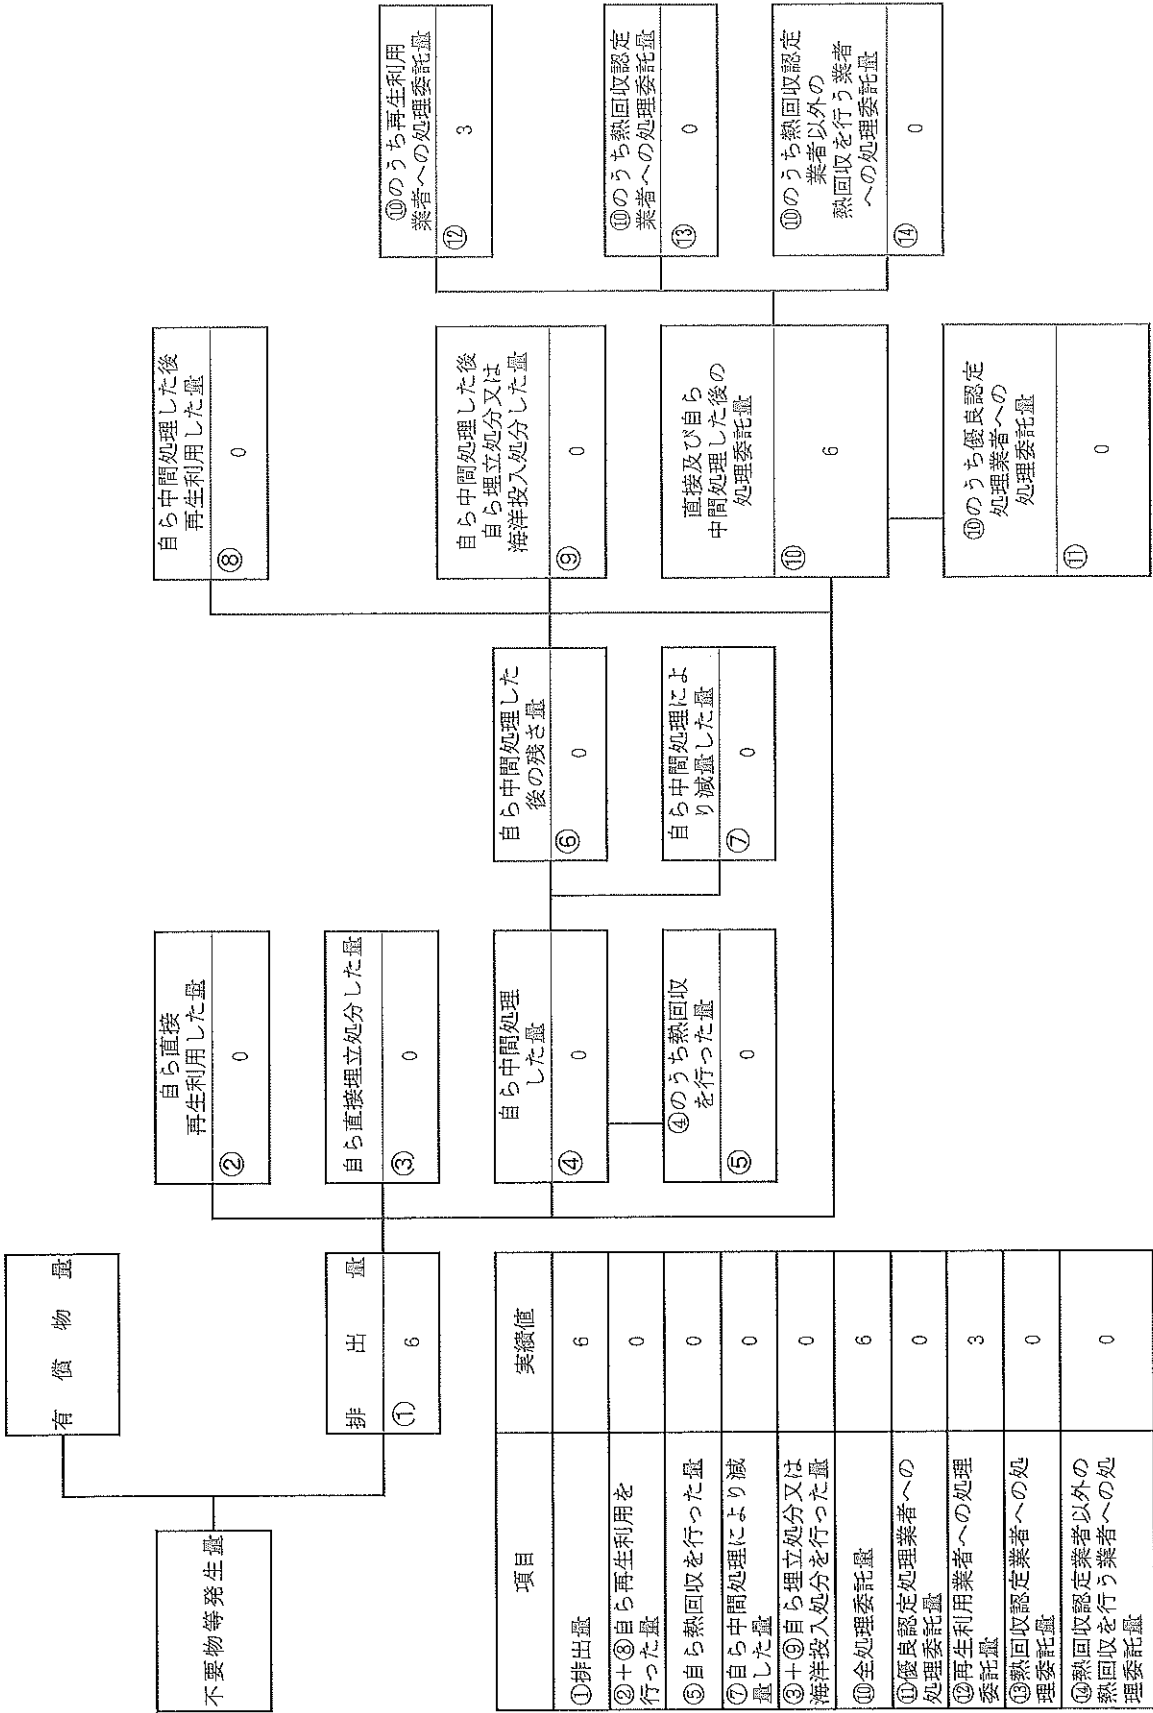 不要物等発生量
有償物量
排出量
① 6
自ら直接
再生利用した量
② 0
自ら直接埋立処分した量
③ 0
自ら中間処理
した量
④ 0
④のうち熱回収
を行った量
⑤ 0
自ら中間処理した
後の残さ量
⑥ 0
自ら中間処理によ
り減量した量
⑦ 0
自ら中間処理した後
再生利用した量
⑧ 0
自ら中間処理した後
自ら埋立処分又は
海洋投入処分した量
⑨ 0
直接及び自ら
中間処理した後の
処理委託量
⑩ 6
⑩のうち優良認定
処理業者への
処理委託量
⑪ 0
⑩のうち再生利用
業者への処理委託量
⑫ 3
⑩のうち熱回収認定
業者への処理委託量
⑬ 0
⑩のうち熱回収認定
業者以外の
熱回収を行う業者
への処理委託量
⑭ 0
項目 実績値
①排出量 6
②+⑧自ら再生利用を
行った量 0
⑤自ら熱回収を行った量 0
⑦自ら中間処理により減
量した量 0
③+⑨自ら埋立処分又は
海洋投入処分を行った量 0
⑩全処理委託量 6
⑪優良認定処理業者への
処理委託量 0
⑫再生利用業者への処理
委託量 3
⑬熱回収認定業者への処
理委託量 0
⑭熱回収認定業者以外の
熱回収を行う業者への処
理委託量 0